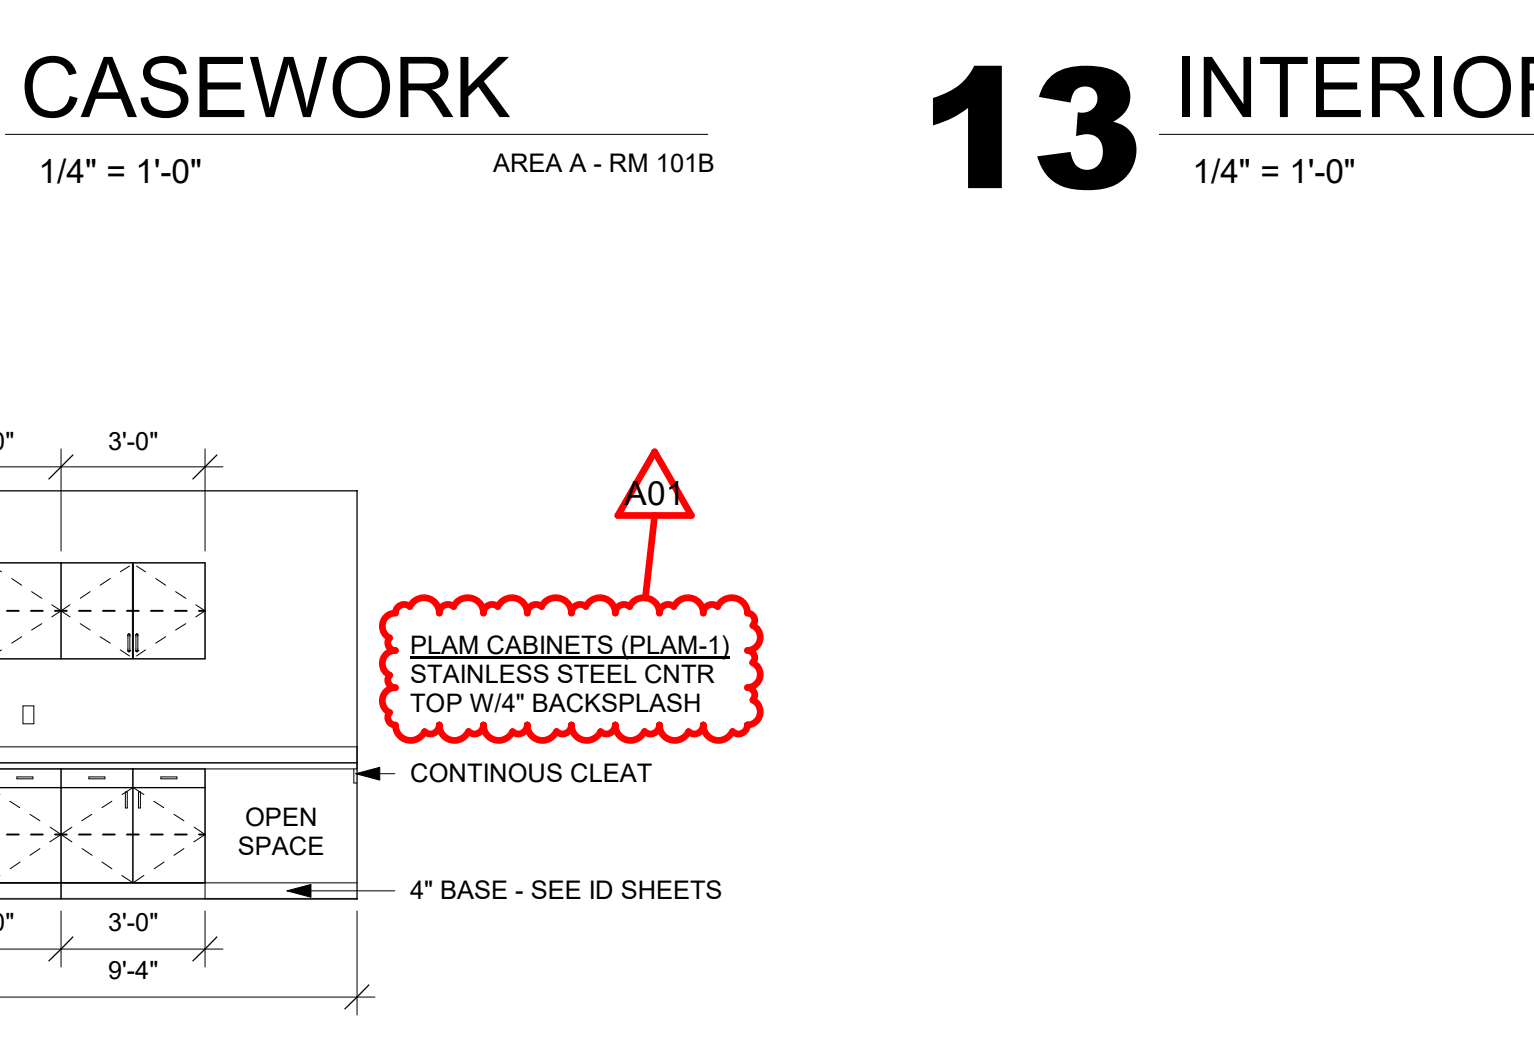 CASEWORK
1/4" = 1'-0"
AREA A - RM 101B
13
1/4" = 1'-0"
3'-0"
A01
PLAM CABINETS (PLAM-1)
STAINLESS STEEL CNTR
TOP W/4" BACKSPLASH
CONTINOUS CLEAT
OPEN
SPACE
4" BASE - SEE ID SHEETS
3'-0"
9'-4"